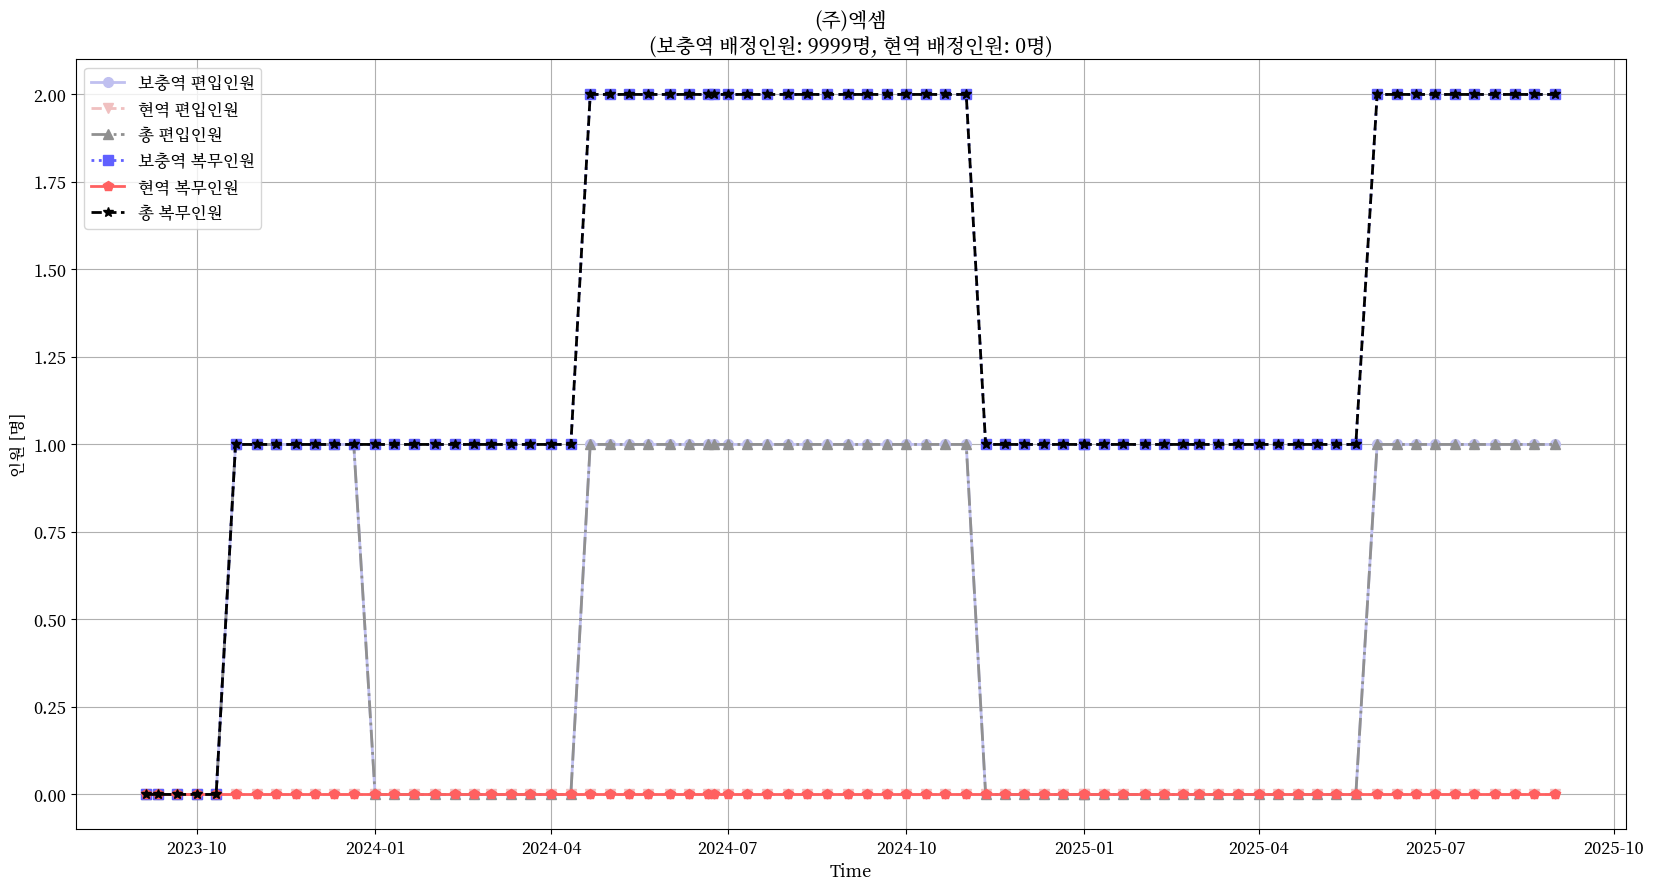 (주)엑셈
(보충역 배정인원: 9999명, 현역 배정인원: 0명)
보충역 편입인원
현역 편입인원
총 편입인원
보충역 복무인원
현역 복무인원
총 복무인원
인원 [명]
2.00
1.75
1.50
1.25
1.00
0.75
0.50
0.25
0.00
2023-10
2024-01
2024-04
2024-07
2024-10
2025-01
2025-04
2025-07
2025-10
Time